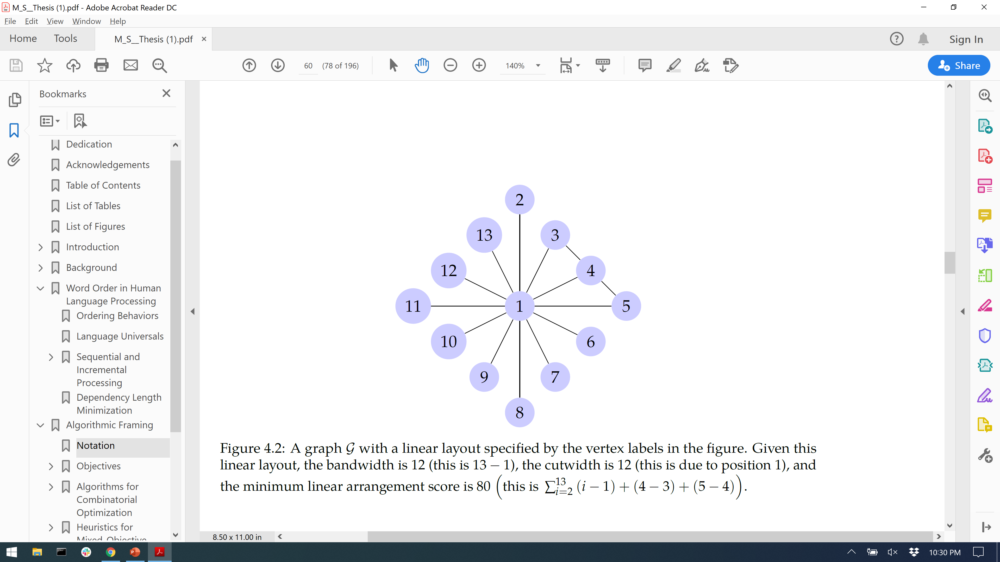 M_S__Thesis (1).pdf - Adobe Acrobat Reader DC
File Edit View Window Help
Home Tools M_S__Thesis (1).pdf × Sign In
60 (78 of 196) 140% Share
Bookmarks
Dedication
Acknowledgements
Table of Contents
List of Tables
List of Figures
Introduction
Background
Word Order in Human
Language Processing
Ordering Behaviors
Language Universals
Sequential and
Incremental
Processing
Dependency Length
Minimization
Algorithmic Framing
Notation
Objectives
Algorithms for
Combinatorial
Optimization
Heuristics for
Mixed-Objective
2
13 3
12 4
11 1 5
10 6
9 7
8
Figure 4.2: A graph 𝒢 with a linear layout specified by the vertex labels in the figure. Given this
linear layout, the bandwidth is 12 (this is 13 − 1), the cutwidth is 12 (this is due to position 1), and
the minimum linear arrangement score is 80 (this is ∑_{i=2}^{13} (i − 1) + (4 − 3) + (5 − 4)).
8.50 x 11.00 in
10:30 PM